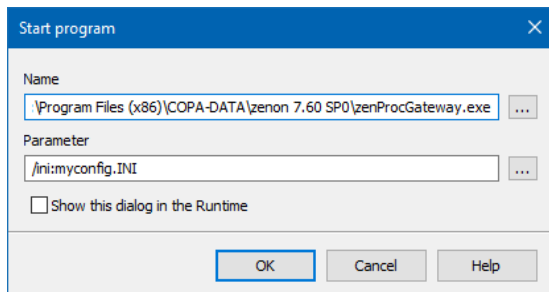 Start program
Name
:\Program Files (x86)\COPA-DATA\zenon 7.60 SP0\zenProcGateway.exe
...
Parameter
/ini:myconfig.INI
...
Show this dialog in the Runtime
OK
Cancel
Help